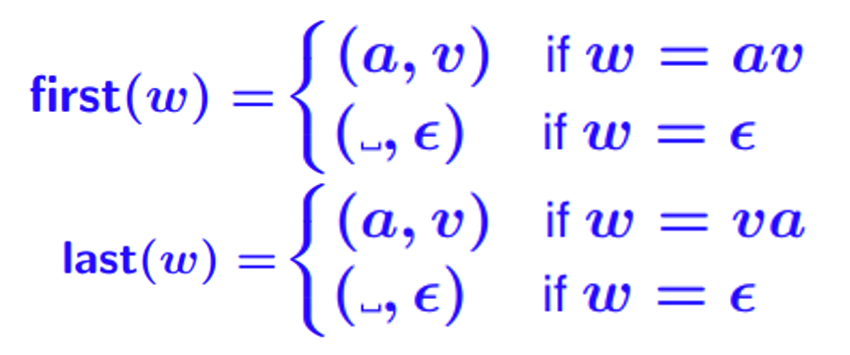 first(w) = { (a, v) if w = av
(␣, ϵ) if w = ϵ
last(w) = { (a, v) if w = va
(␣, ϵ) if w = ϵ